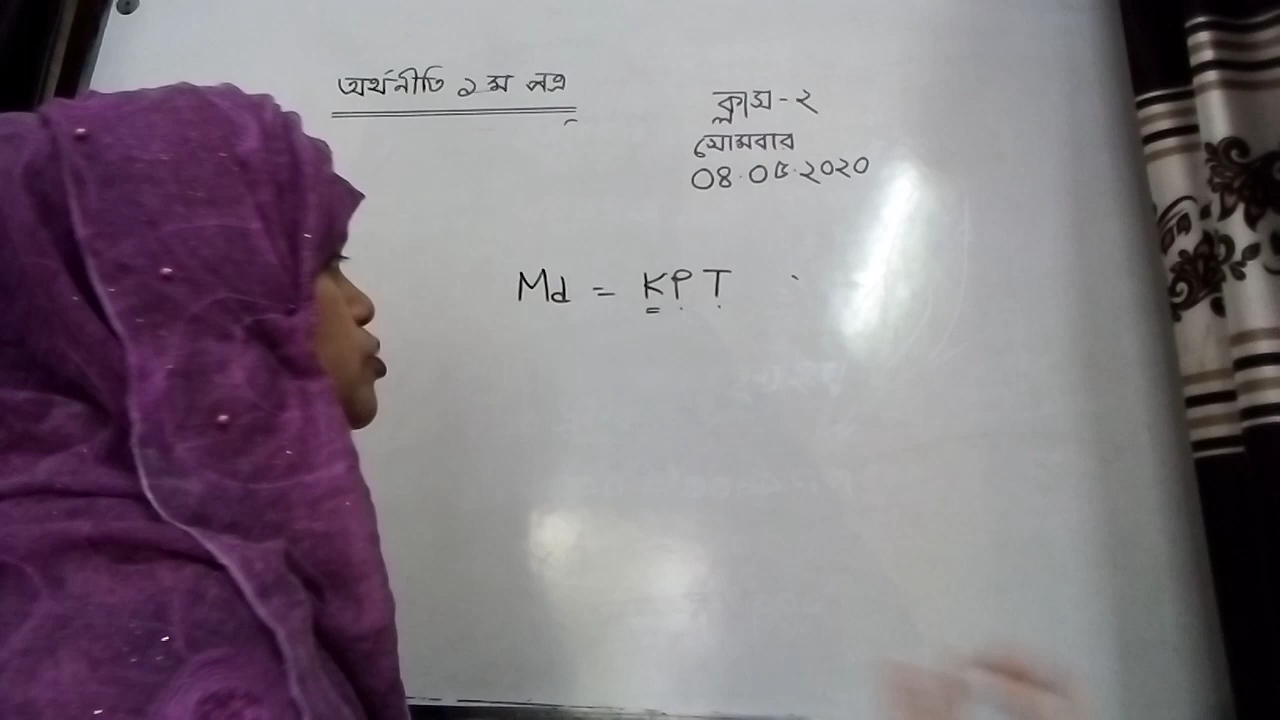 অর্থনীতি ১ম পত্র
ক্লাস-২
সোমবার
০৪.০৫.২০২০
Md = KPT